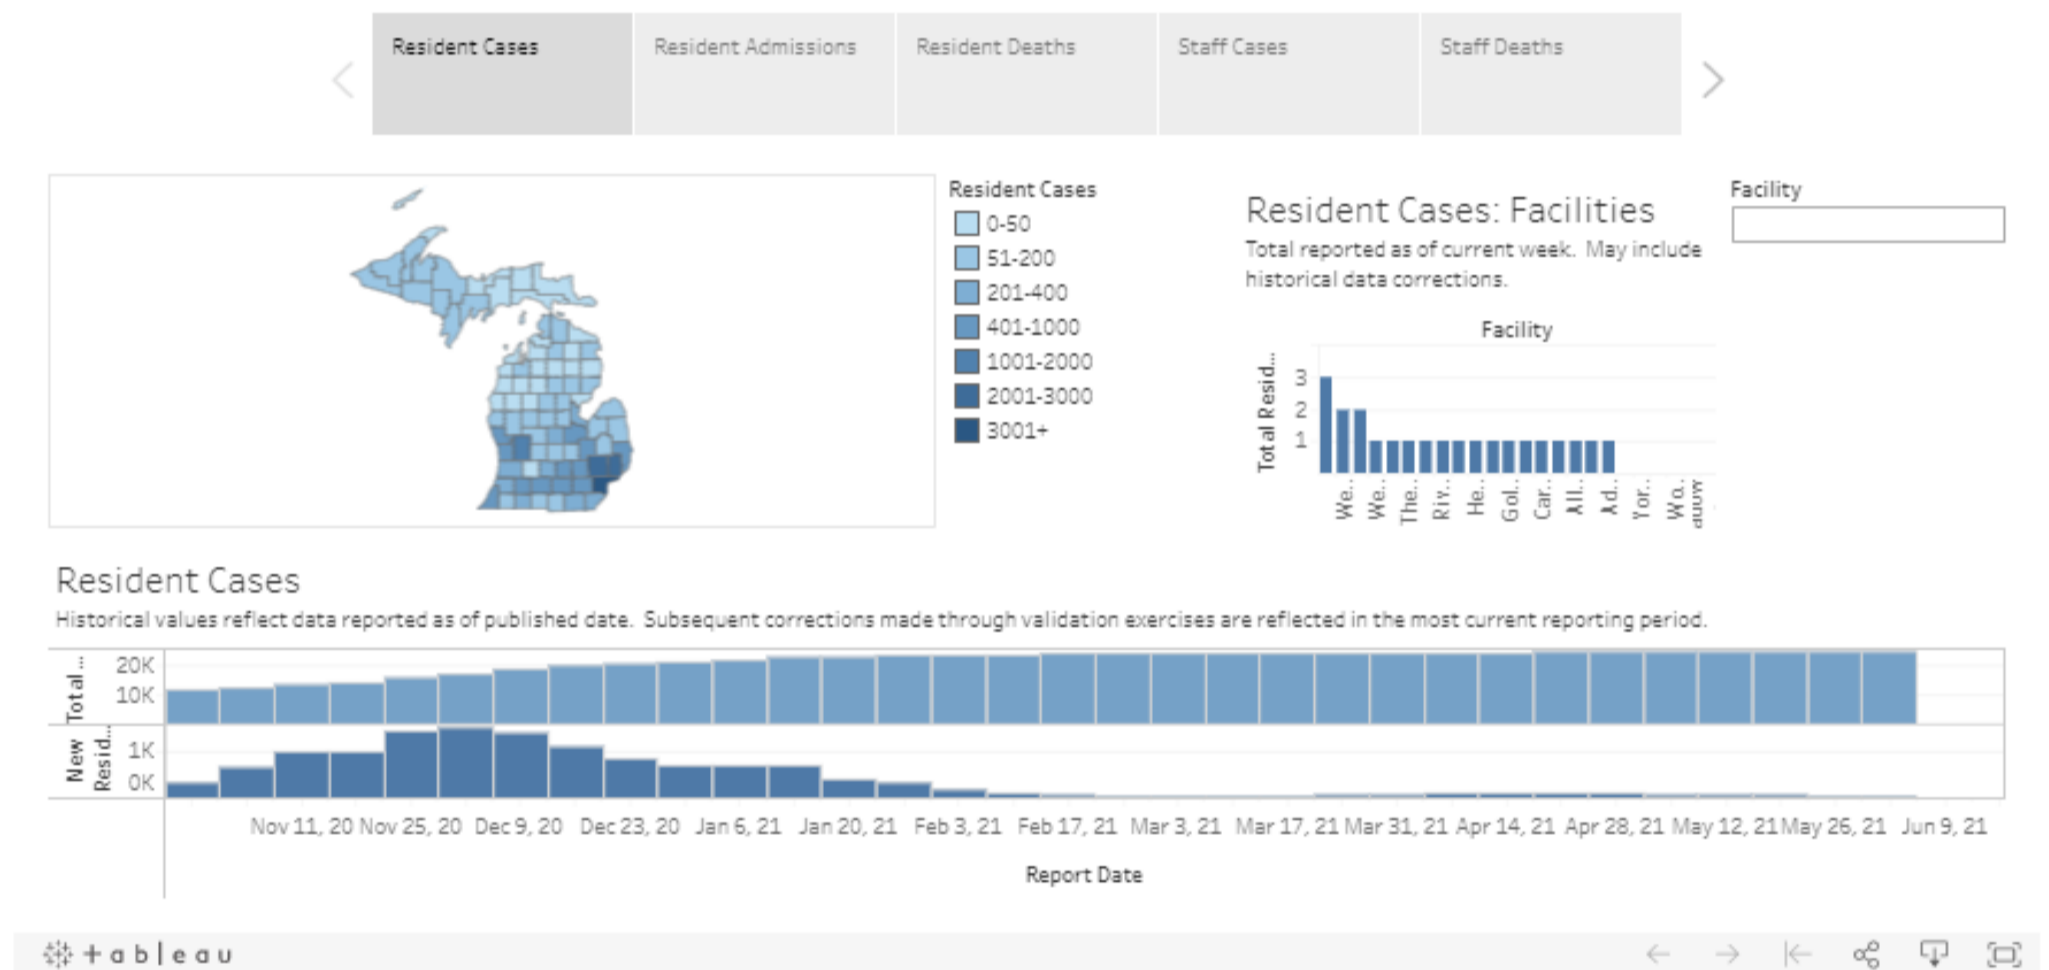 Resident Cases
Resident Admissions
Resident Deaths
Staff Cases
Staff Deaths
Resident Cases
0-50
51-200
201-400
401-1000
1001-2000
2001-3000
3001+
Resident Cases: Facilities
Total reported as of current week. May include
historical data corrections.
Facility
Facility
Total Resid...
3
2
1
We..
We..
The..
Riv..
He..
Gol..
Car..
All..
Ad..
Yor..
Wo..
Resident Cases
Historical values reflect data reported as of published date. Subsequent corrections made through validation exercises are reflected in the most current reporting period.
Total ...
20K
10K
New
Resid...
1K
0K
Nov 11, 20 Nov 25, 20 Dec 9, 20 Dec 23, 20 Jan 6, 21 Jan 20, 21 Feb 3, 21 Feb 17, 21 Mar 3, 21 Mar 17, 21 Mar 31, 21 Apr 14, 21 Apr 28, 21 May 12, 21 May 26, 21 Jun 9, 21
Report Date
+ a b l e a u